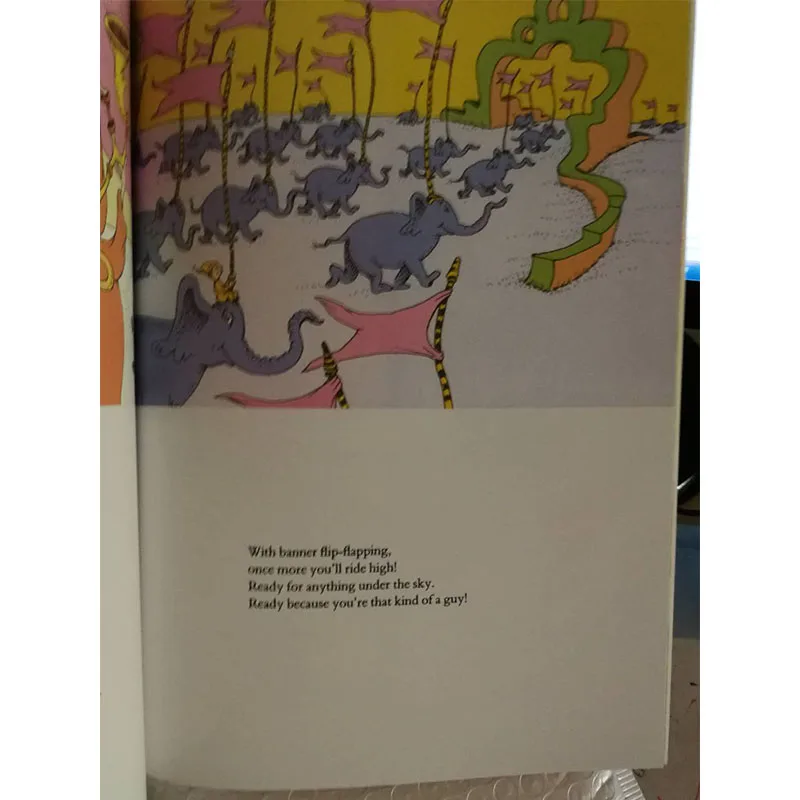 With banner flip-flapping,
once more you'll ride high!
Ready for anything under the sky.
Ready because you're that kind of a guy!